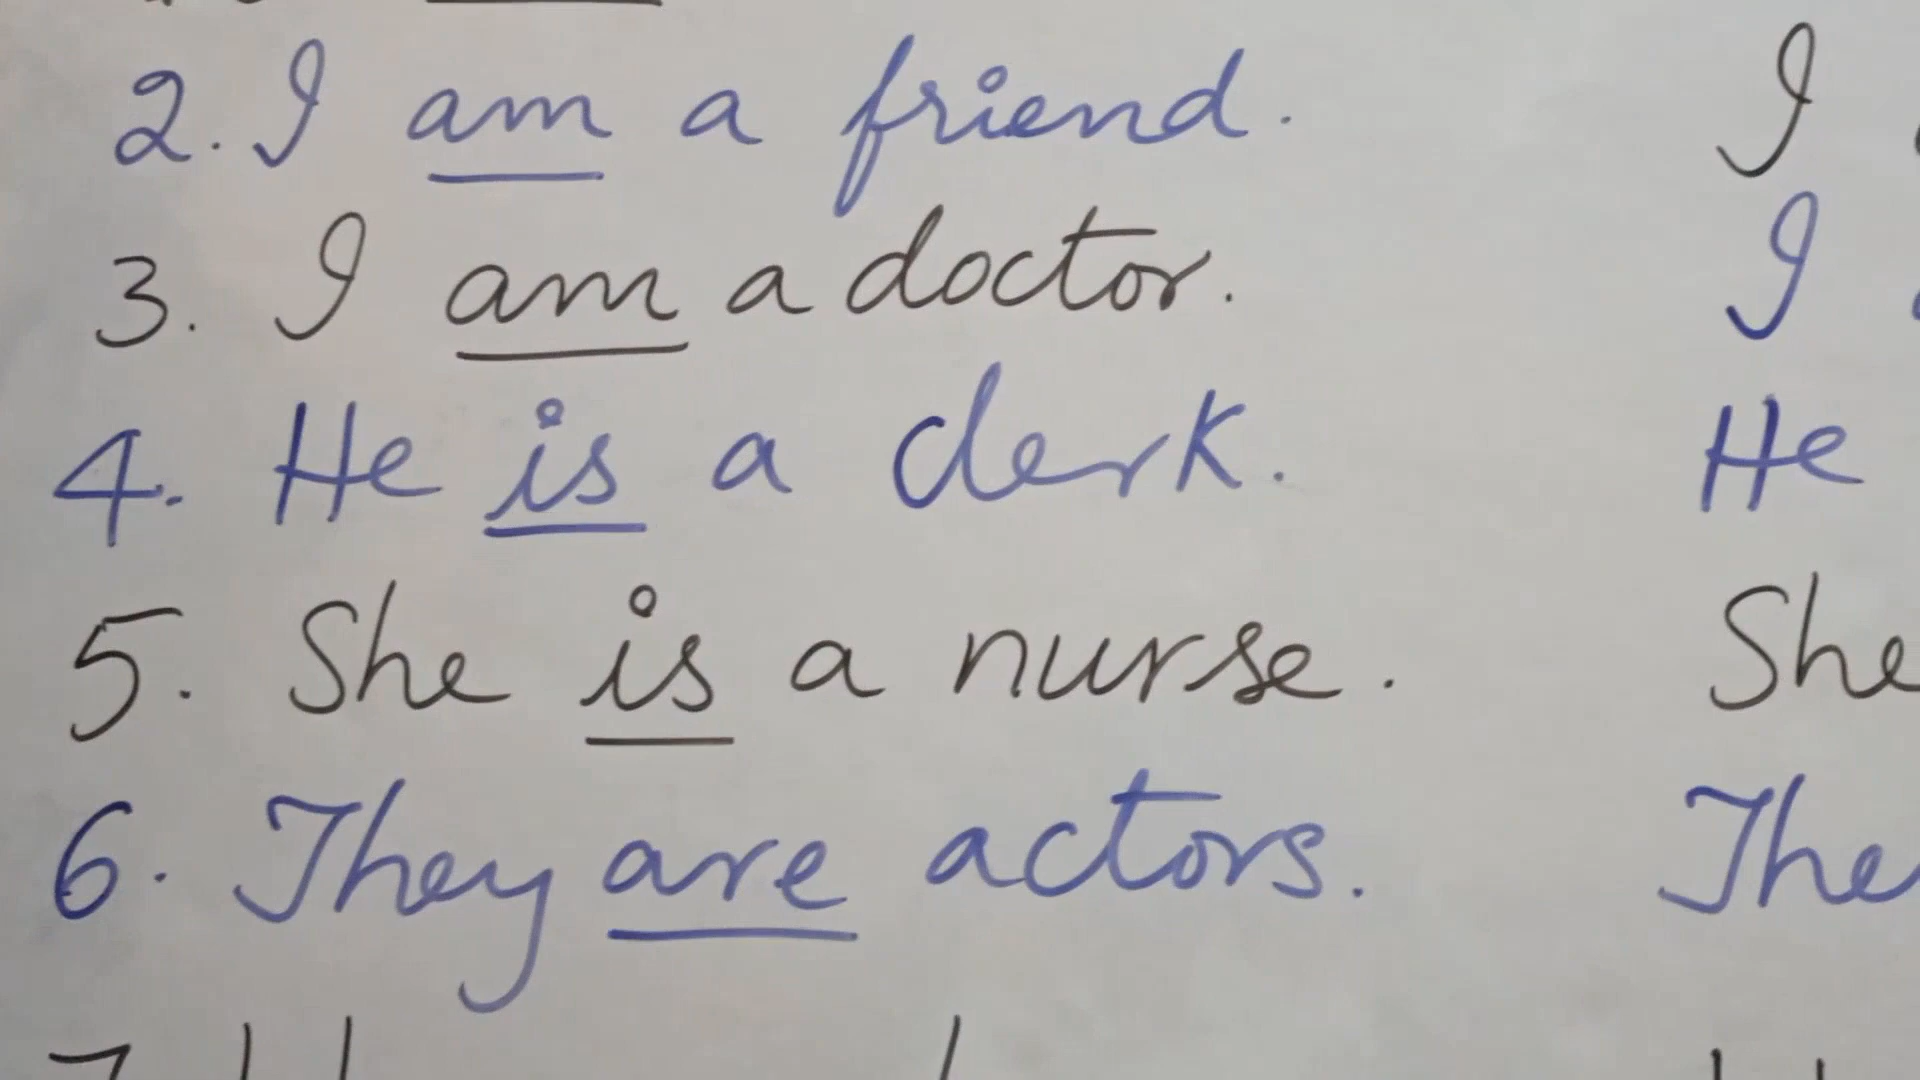 2. I am a friend. I
3. I am a doctor. I
4. He is a clerk. He
5. She is a nurse. She
6. They are actors. The